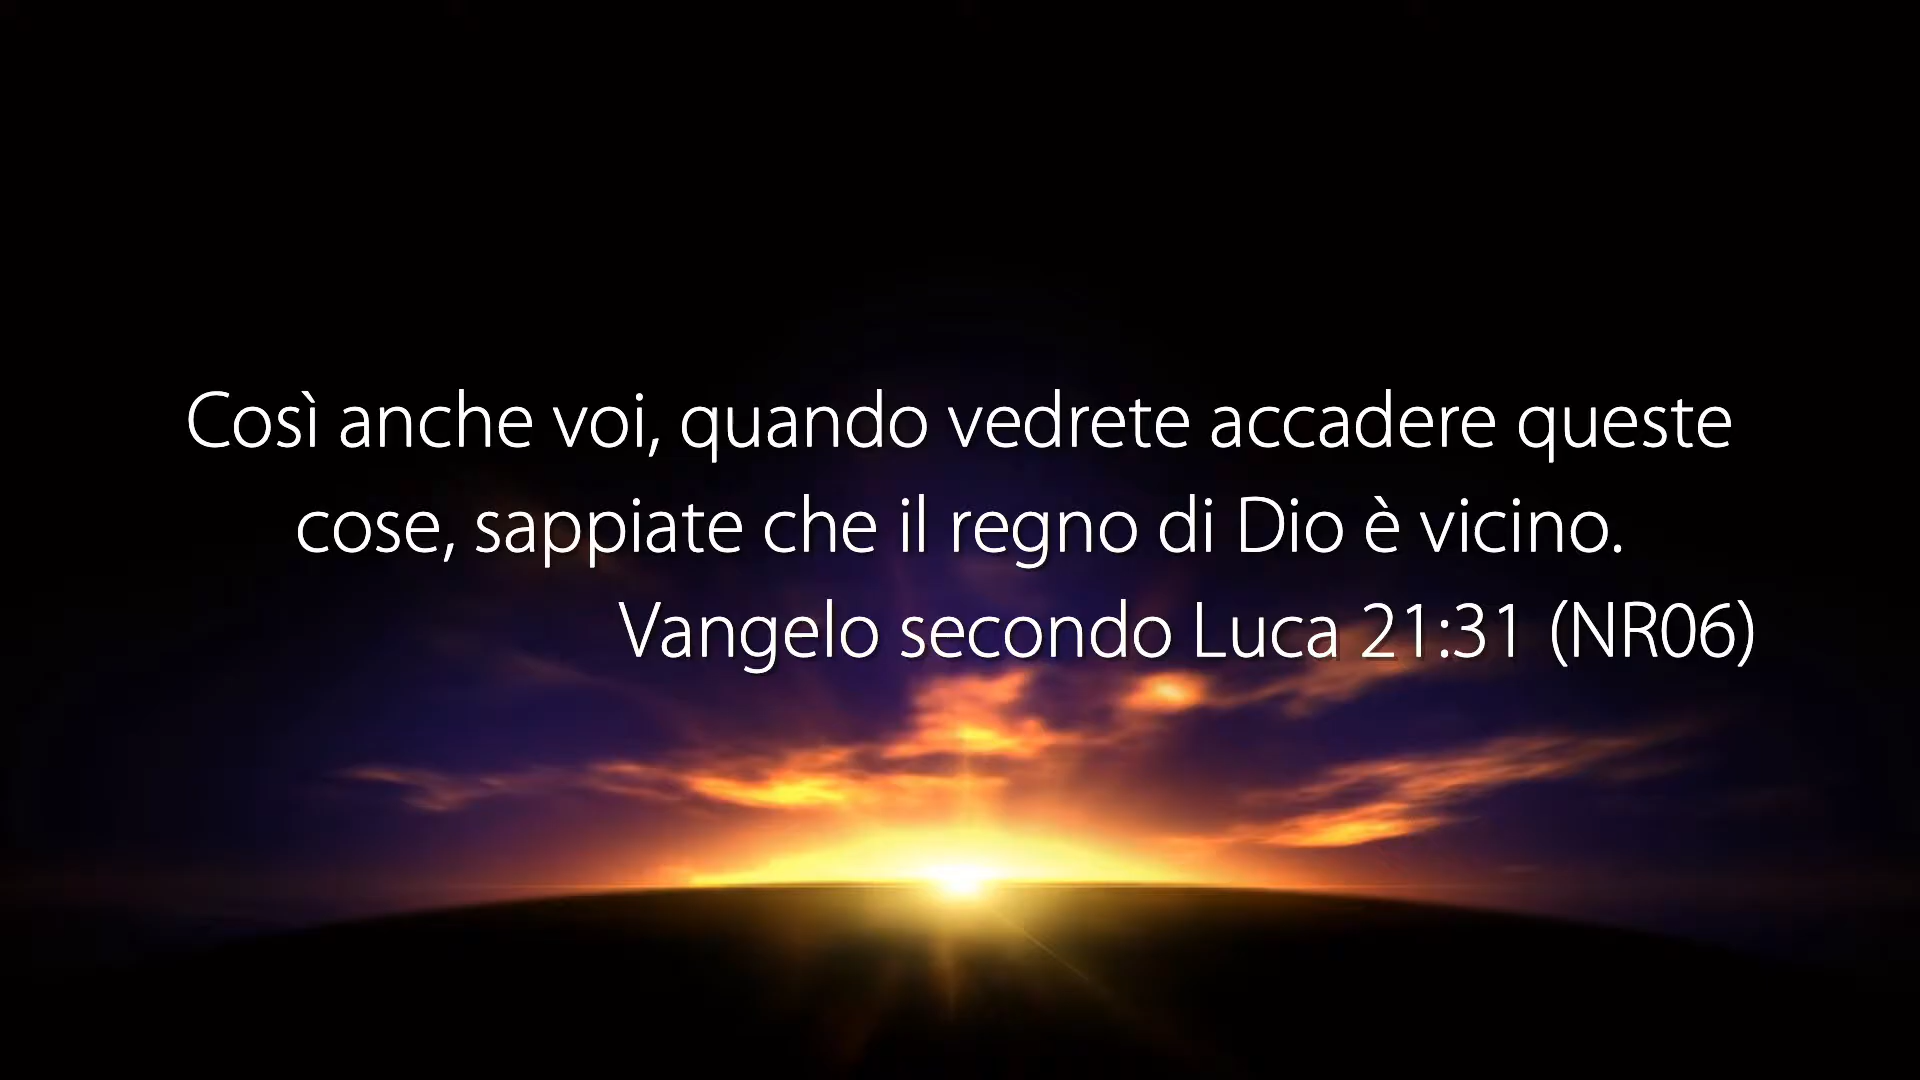 Così anche voi, quando vedrete accadere queste
cose, sappiate che il regno di Dio è vicino.
Vangelo secondo Luca 21:31 (NR06)